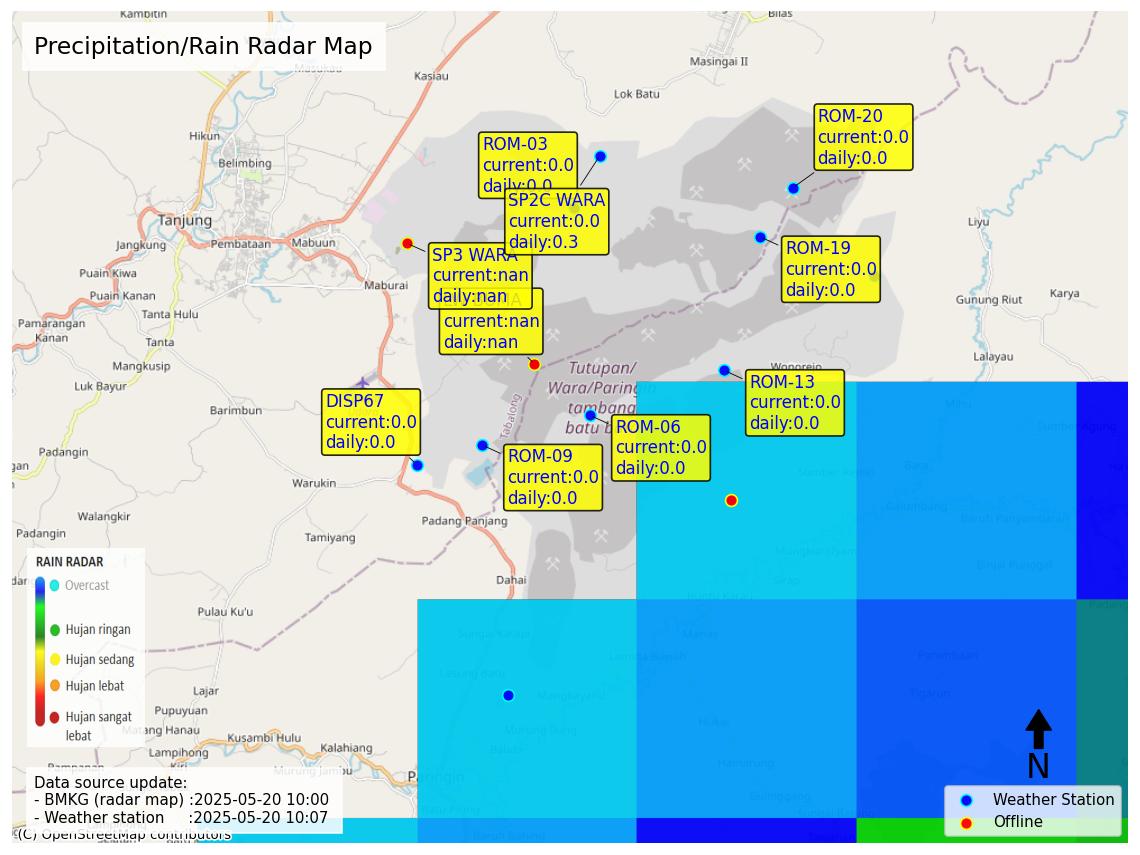 Kambitin
Bilas
Precipitation/Rain Radar Map
Masingai II
Kasiau
Lok Batu
ROM-20
current:0.0
daily:0.0
Hikun
ROM-03
current:0.0
daily:0.0
Belimbing
SP2C WARA
current:0.0
daily:0.3
Tanjung
Liyu
Jangkung
Pembataan
Mabuun
ROM-19
current:0.0
daily:0.0
SP3 WARA
current:nan
daily:nan
Puain Kiwa
Maburai
Puain Kanan
Gunung Riut
Karya
Tanta Hulu
current:nan
daily:nan
Pamarangan
Kanan
Tanta
Lalayau
Mangkusip
Tutupan/
Wara/Paringin
tambang
batu b
Wonorejo
ROM-13
current:0.0
daily:0.0
Luk Bayur
DISP67
current:0.0
daily:0.0
Barimbun
Tabalong
ROM-06
current:0.0
daily:0.0
Padangin
ROM-09
current:0.0
daily:0.0
Warukin
Walangkir
Padang Panjang
Padangin
Tamiyang
RAIN RADAR
Overcast
Hujan ringan
Hujan sedang
Hujan lebat
Hujan sangat
lebat
Dahai
Pulau Ku'u
Lajar
Pupuyuan
Matang Hanau
Kusambi Hulu
Lampihong
Kalahiang
Murung Jambu
Paringin
N
Data source update:
- BMKG (radar map) :2025-05-20 10:00
- Weather station :2025-05-20 10:07
(C) OpenStreetMap contributors
Weather Station
Offline